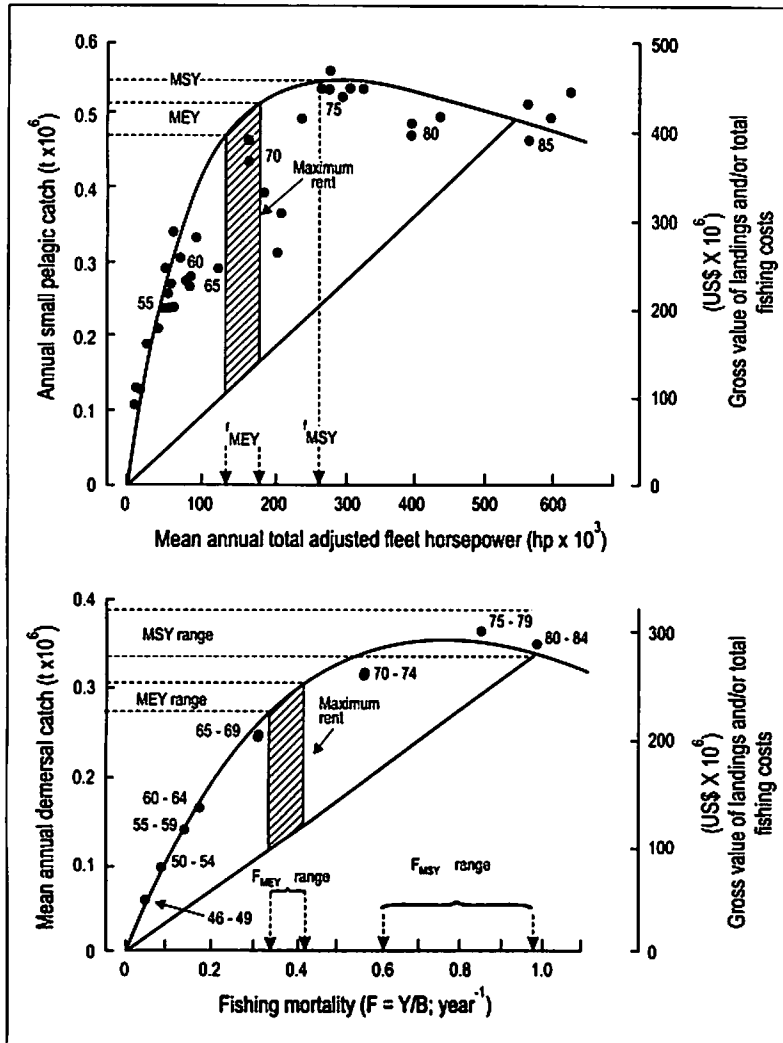 0.6
0.5
0.4
0.3
0.2
0.1
0
MSY
MEY
55
60
65
70
75
80
85
Maximum
rent
f
MEY
f
MSY
500
400
300
200
100
0
0
100
200
300
400
500
600
Annual small pelagic catch (t x10⁶)
(US$ X 10⁶)
Gross value of landings and/or total
fishing costs
Mean annual total adjusted fleet horsepower (hp x 10³)
0.4
0.3
0.2
0.1
0
MSY range
MEY range
75 - 79
80 - 84
70 - 74
65 - 69
Maximum
rent
60 - 64
55 - 59
50 - 54
46 - 49
F_MEY range
F_MSY range
300
200
100
0
0
0.2
0.4
0.6
0.8
1.0
Mean annual demersal catch (t x10⁶)
(US$ X 10⁶)
Gross value of landings and/or total
fishing costs
Fishing mortality (F = Y/B; year⁻¹)